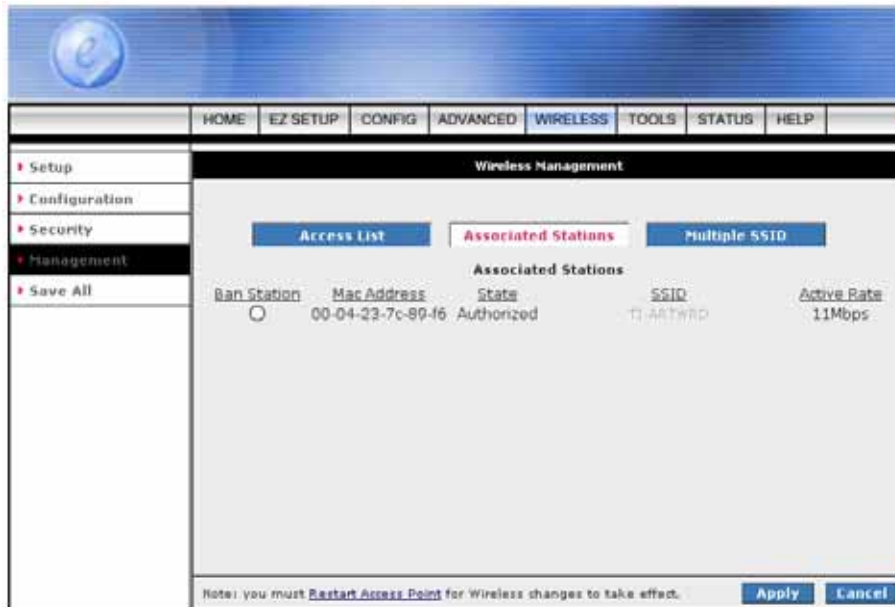 HOME EZ SETUP CONFIG ADVANCED WIRELESS TOOLS STATUS HELP
Setup
Configuration
Security
Management
Save All
Wireless Management
Access List Associated Stations Multiple SSID
Associated Stations
Ban Station Mac Address State SSID Active Rate
00-04-23-7c-89-f6 Authorized 11Mbps
Note: you must Restart Access Point for Wireless changes to take effect. Apply Cancel